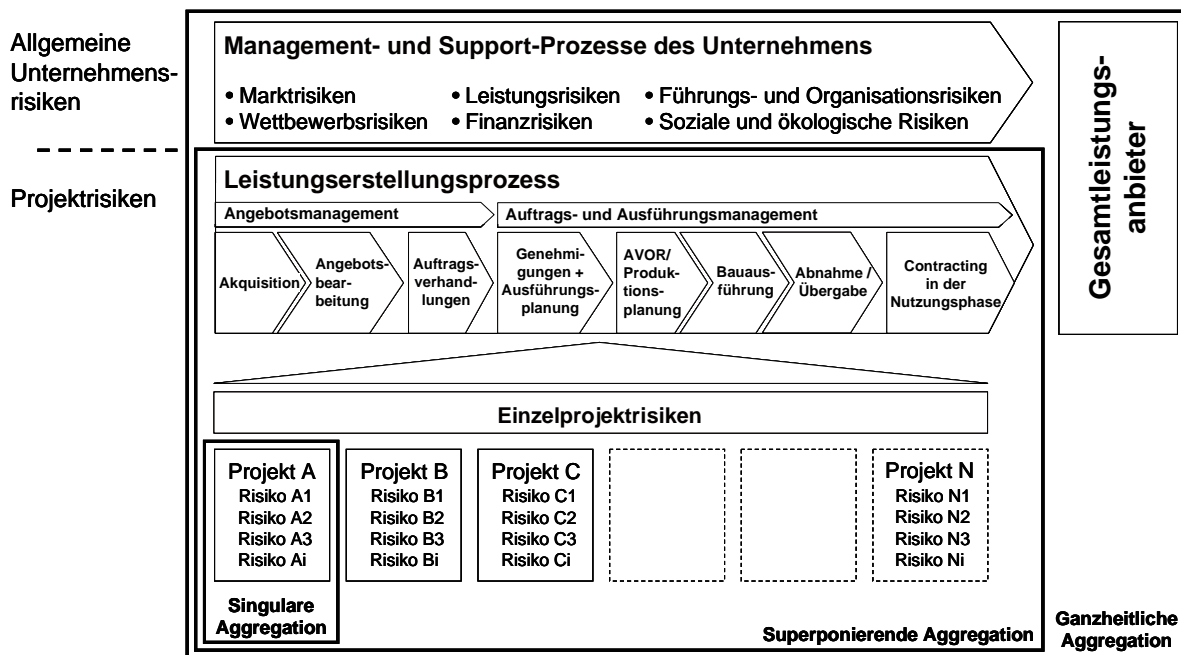 Allgemeine
Unternehmens-
risiken
Projektrisiken
Management- und Support-Prozesse des Unternehmens
• Marktrisiken
• Leistungsrisiken
• Führungs- und Organisationsrisiken
• Wettbewerbsrisiken
• Finanzrisiken
• Soziale und ökologische Risiken
Gesamtleistungs-
anbieter
Leistungserstellungsprozess
Angebotsmanagement
Auftrags- und Ausführungsmanagement
Akquisition
Angebots-
bear-
beitung
Auftrags-
verhand-
lungen
Genehmi-
gungen +
Ausführungs-
planung
AVOR/
Produk-
tions-
planung
Bauaus-
führung
Abnahme /
Übergabe
Contracting
in der
Nutzungsphase
Einzelprojektrisiken
Projekt A
Risiko A1
Risiko A2
Risiko A3
Risiko Ai
Projekt B
Risiko B1
Risiko B2
Risiko B3
Risiko Bi
Projekt C
Risiko C1
Risiko C2
Risiko C3
Risiko Ci
Projekt N
Risiko N1
Risiko N2
Risiko N3
Risiko Ni
Singulare
Aggregation
Superponierende Aggregation
Ganzheitliche
Aggregation